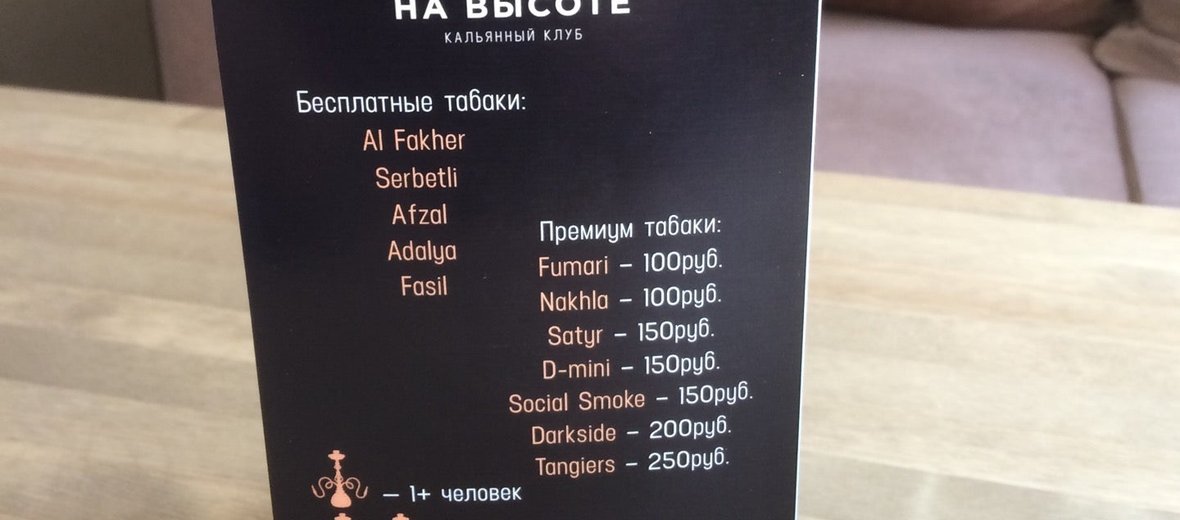 НА ВЫСОТЕ
КАЛЬЯННЫЙ КЛУБ
Бесплатные табаки:
Al Fakher
Serbetli
Afzal
Adalya
Fasil
Премиум табаки:
Fumari – 100руб.
Nakhla – 100руб.
Satyr – 150руб.
D-mini – 150руб.
Social Smoke – 150руб.
Darkside – 200руб.
Tangiers – 250руб.
– 1+ человек